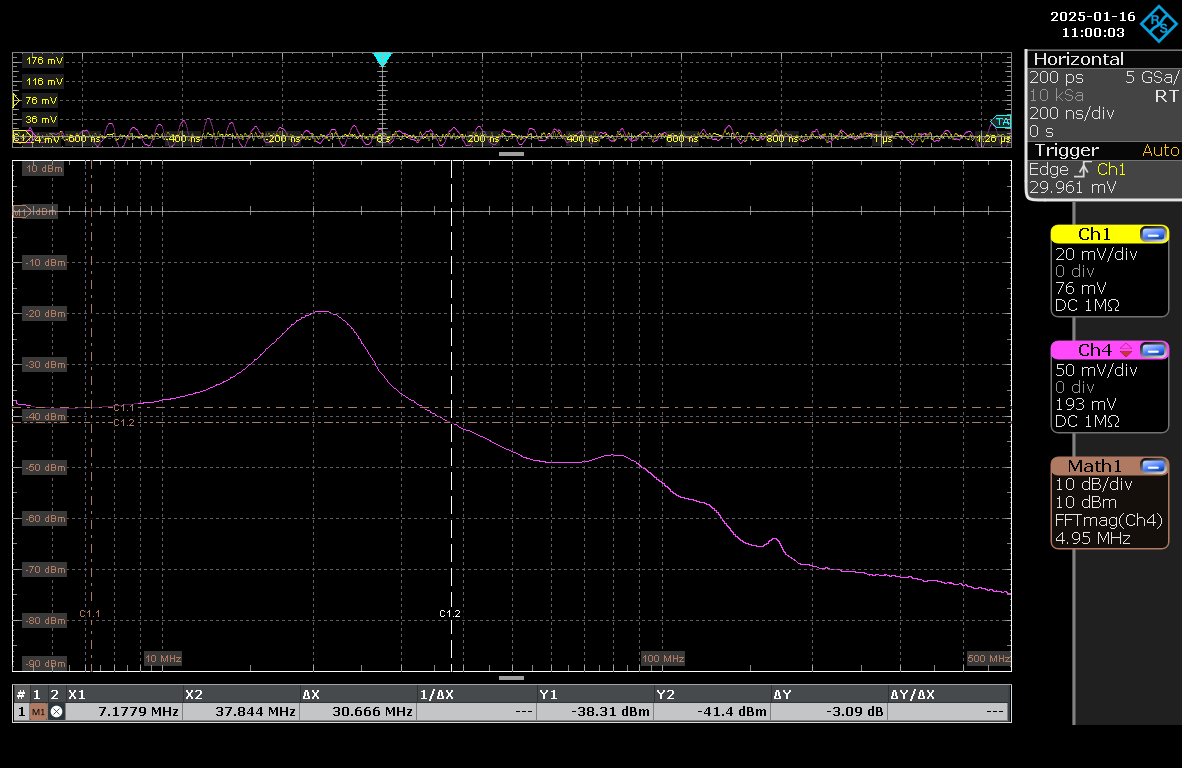 2025-01-16
11:00:03
Horizontal
200 ps 5 GSa/
10 kSa RT
200 ns/div
0 s
Trigger Auto
Edge Ch1
29.961 mV
176 mV
116 mV
76 mV
36 mV
-600 ns -400 ns -200 ns 0 s 200 ns 400 ns 600 ns 800 ns 1 µs
TA
10 dBm
M1
-10 dBm
-20 dBm
-30 dBm
-40 dBm
-50 dBm
-60 dBm
-70 dBm
-80 dBm
-90 dBm
C1.1
C1.2
C1.1
C1.2
10 MHz 100 MHz 500 MHz
Ch1
20 mV/div
0 div
76 mV
DC 1MΩ
Ch4
50 mV/div
0 div
193 mV
DC 1MΩ
Math1
10 dB/div
10 dBm
FFTmag(Ch4)
4.95 MHz
# 1 2 X1 X2 ΔX 1/ΔX Y1 Y2 ΔY ΔY/ΔX
1 M1 7.1779 MHz 37.844 MHz 30.666 MHz --- -38.31 dBm -41.4 dBm -3.09 dB ---